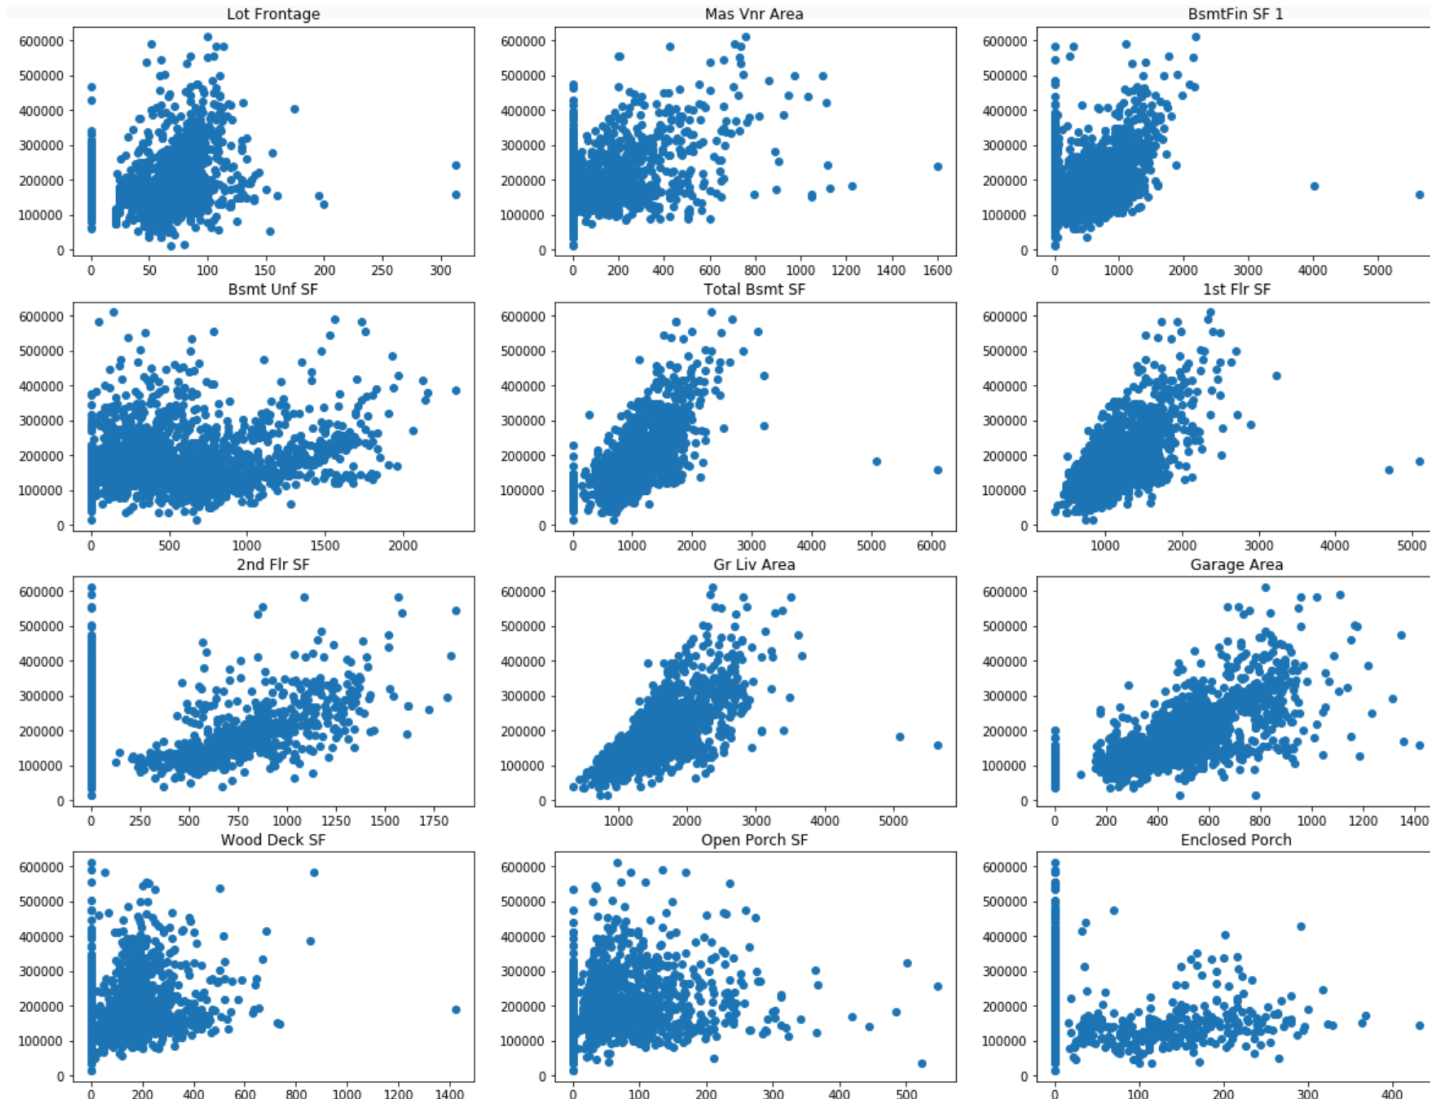 Lot Frontage Mas Vnr Area BsmtFin SF 1
600000 600000 600000
500000 500000 500000
400000 400000 400000
300000 300000 300000
200000 200000 200000
100000 100000 100000
0 0 0
0 50 100 150 200 250 300 0 200 400 600 800 1000 1200 1400 1600 0 1000 2000 3000 4000 5000
Bsmt Unf SF Total Bsmt SF 1st Flr SF
600000 600000 600000
500000 500000 500000
400000 400000 400000
300000 300000 300000
200000 200000 200000
100000 100000 100000
0 0 0
0 500 1000 1500 2000 0 1000 2000 3000 4000 5000 6000 1000 2000 3000 4000 5000
2nd Flr SF Gr Liv Area Garage Area
600000 600000 600000
500000 500000 500000
400000 400000 400000
300000 300000 300000
200000 200000 200000
100000 100000 100000
0 0 0
0 250 500 750 1000 1250 1500 1750 1000 2000 3000 4000 5000 0 200 400 600 800 1000 1200 1400
Wood Deck SF Open Porch SF Enclosed Porch
600000 600000 600000
500000 500000 500000
400000 400000 400000
300000 300000 300000
200000 200000 200000
100000 100000 100000
0 0 0
0 200 400 600 800 1000 1200 1400 0 100 200 300 400 500 0 100 200 300 400